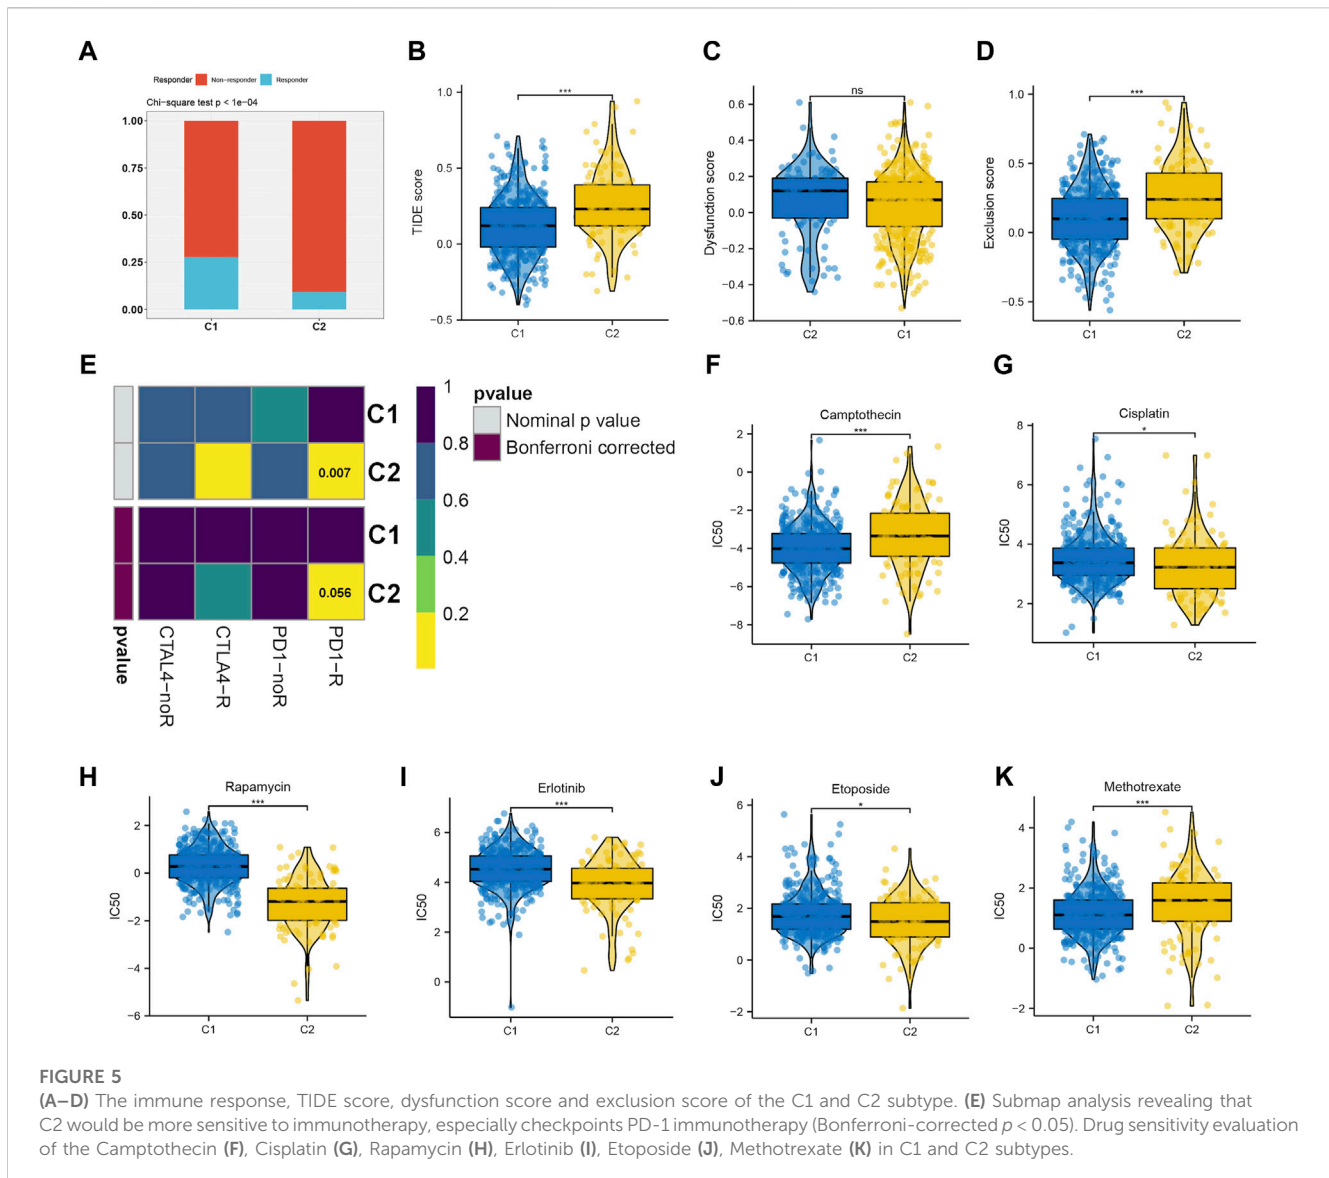 A
Responder Non-responder Responder
Chi-square test p < 1e-04
1.00
0.75
0.50
0.25
0.00
C1 C2
B
TIDE score
1.0
0.5
0.0
−0.5
***
C1 C2
C
Dysfunction score
0.6
0.4
0.2
0.0
−0.2
−0.4
−0.6
ns
C2 C1
D
Exclusion score
1.0
0.5
0.0
−0.5
***
C1 C2
E
C1
C2
0.007
C1
C2
0.056
pvalue
CTAL4−noR
CTLA4−R
PD1−noR
PD1−R
1
0.8
0.6
0.4
0.2
pvalue
Nominal p value
Bonferroni corrected
F
Camptothecin
***
IC50
2
0
−2
−4
−6
−8
C1 C2
G
Cisplatin
*
IC50
8
6
4
2
C1 C2
H
Rapamycin
***
IC50
2
0
−2
−4
−6
C1 C2
I
Erlotinib
***
IC50
6
4
2
0
C1 C2
J
Etoposide
*
IC50
6
4
2
0
−2
C1 C2
K
Methotrexate
***
IC50
4
2
0
−2
C1 C2
FIGURE 5
(A–D) The immune response, TIDE score, dysfunction score and exclusion score of the C1 and C2 subtype. (E) Submap analysis revealing that
C2 would be more sensitive to immunotherapy, especially checkpoints PD-1 immunotherapy (Bonferroni-corrected p < 0.05). Drug sensitivity evaluation
of the Camptothecin (F), Cisplatin (G), Rapamycin (H), Erlotinib (I), Etoposide (J), Methotrexate (K) in C1 and C2 subtypes.